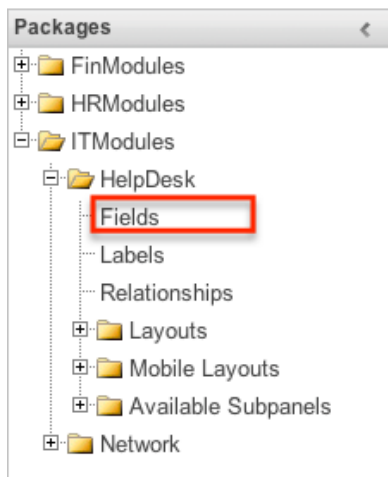 Packages
FinModules
HRModules
ITModules
HelpDesk
Fields
Labels
Relationships
Layouts
Mobile Layouts
Available Subpanels
Network